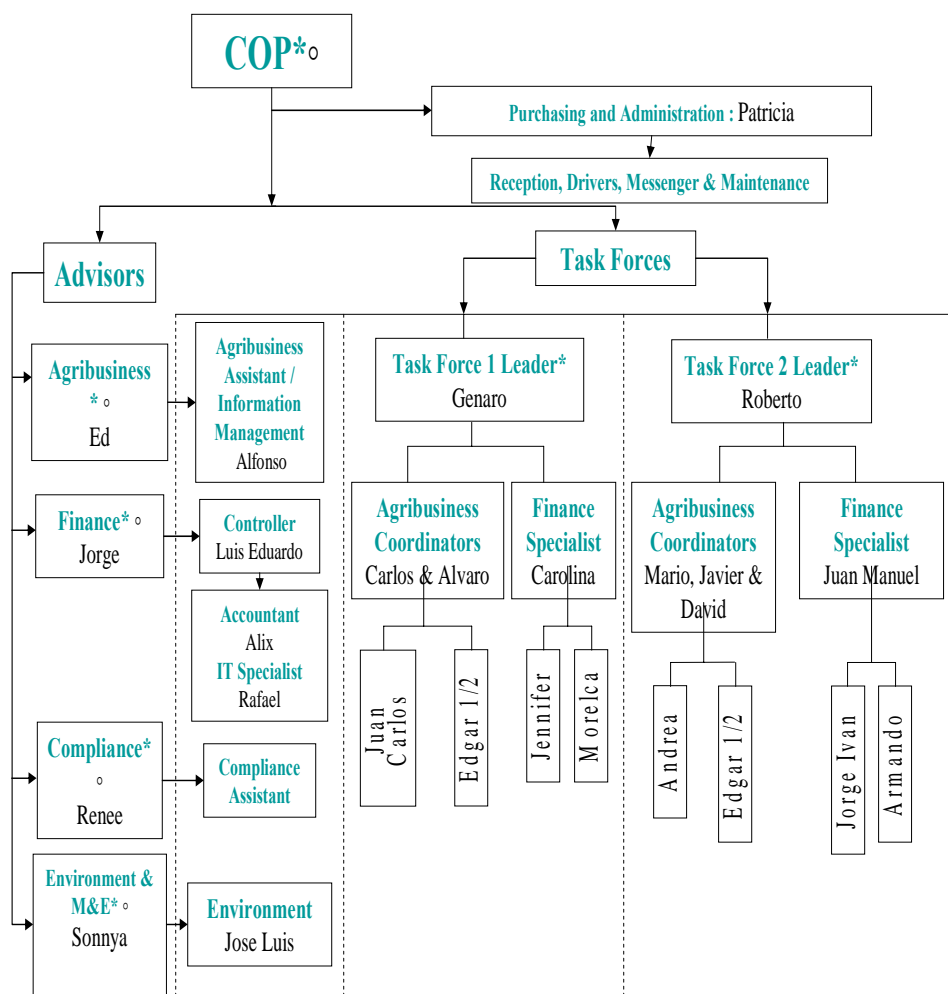 COP*°
Purchasing and Administration : Patricia
Reception, Drivers, Messenger & Maintenance
Advisors
Task Forces
Agribusiness
*°
Ed
Agribusiness
Assistant /
Information
Management
Alfonso
Finance*°
Jorge
Controller
Luis Eduardo
Accountant
Alix
IT Specialist
Rafael
Compliance*
°
Renee
Compliance
Assistant
Environment &
M&E*°
Sonnya
Environment
Jose Luis
Task Force 1 Leader*
Genaro
Agribusiness
Coordinators
Carlos & Alvaro
Finance
Specialist
Carolina
Juan
Carlos
Edgar 1/2
Jennifer
Morelca
Task Force 2 Leader*
Roberto
Agribusiness
Coordinators
Mario, Javier &
David
Finance
Specialist
Juan Manuel
Andrea
Edgar 1/2
Jorge Ivan
Armando